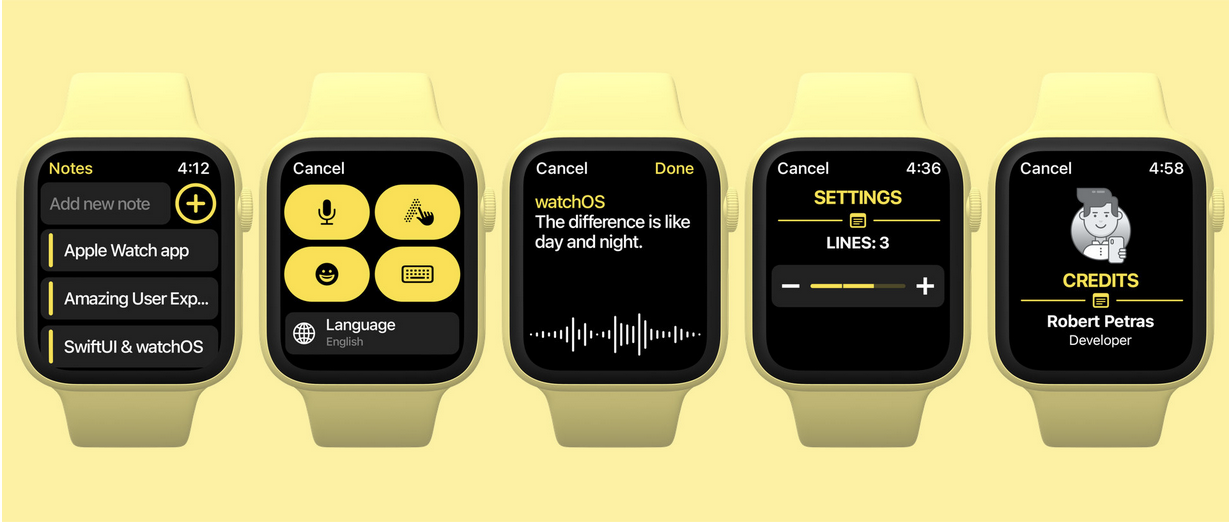 Notes 4:12
Add new note
Apple Watch app
Amazing User Exp...
SwiftUI & watchOS
Cancel
Language
English
Cancel Done
watchOS
The difference is like
day and night.
Cancel 4:36
SETTINGS
LINES: 3
Cancel 4:58
CREDITS
Robert Petras
Developer